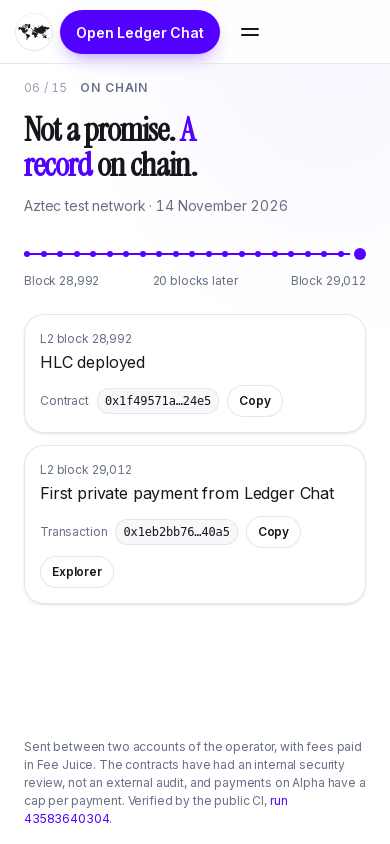 Open Ledger Chat
06 / 15 ON CHAIN
Not a promise. A
record on chain.
Aztec test network · 14 November 2026
Block 28,992 20 blocks later Block 29,012
L2 block 28,992
HLC deployed
Contract 0x1f49571a…24e5 Copy
L2 block 29,012
First private payment from Ledger Chat
Transaction 0x1eb2bb76…40a5 Copy
Explorer
Sent between two accounts of the operator, with fees paid
in Fee Juice. The contracts have had an internal security
review, not an external audit, and payments on Alpha have a
cap per payment. Verified by the public CI, run
43583640304.